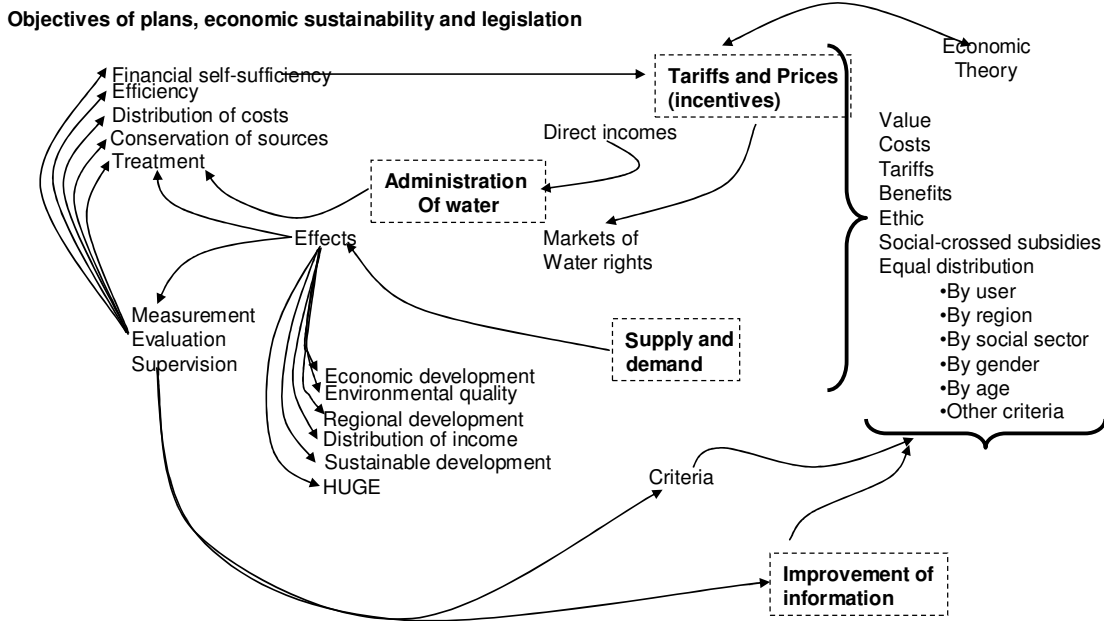 Objectives of plans, economic sustainability and legislation
Financial self-sufficiency
Efficiency
Distribution of costs
Conservation of sources
Treatment
Tariffs and Prices
(incentives)
Economic
Theory
Direct incomes
Administration
Of water
Effects
Markets of
Water rights
Value
Costs
Tariffs
Benefits
Ethic
Social-crossed subsidies
Equal distribution
•By user
•By region
•By social sector
•By gender
•By age
•Other criteria
Measurement
Evaluation
Supervision
Supply and
demand
Economic development
Environmental quality
Regional development
Distribution of income
Sustainable development
HUGE
Criteria
Improvement of
information